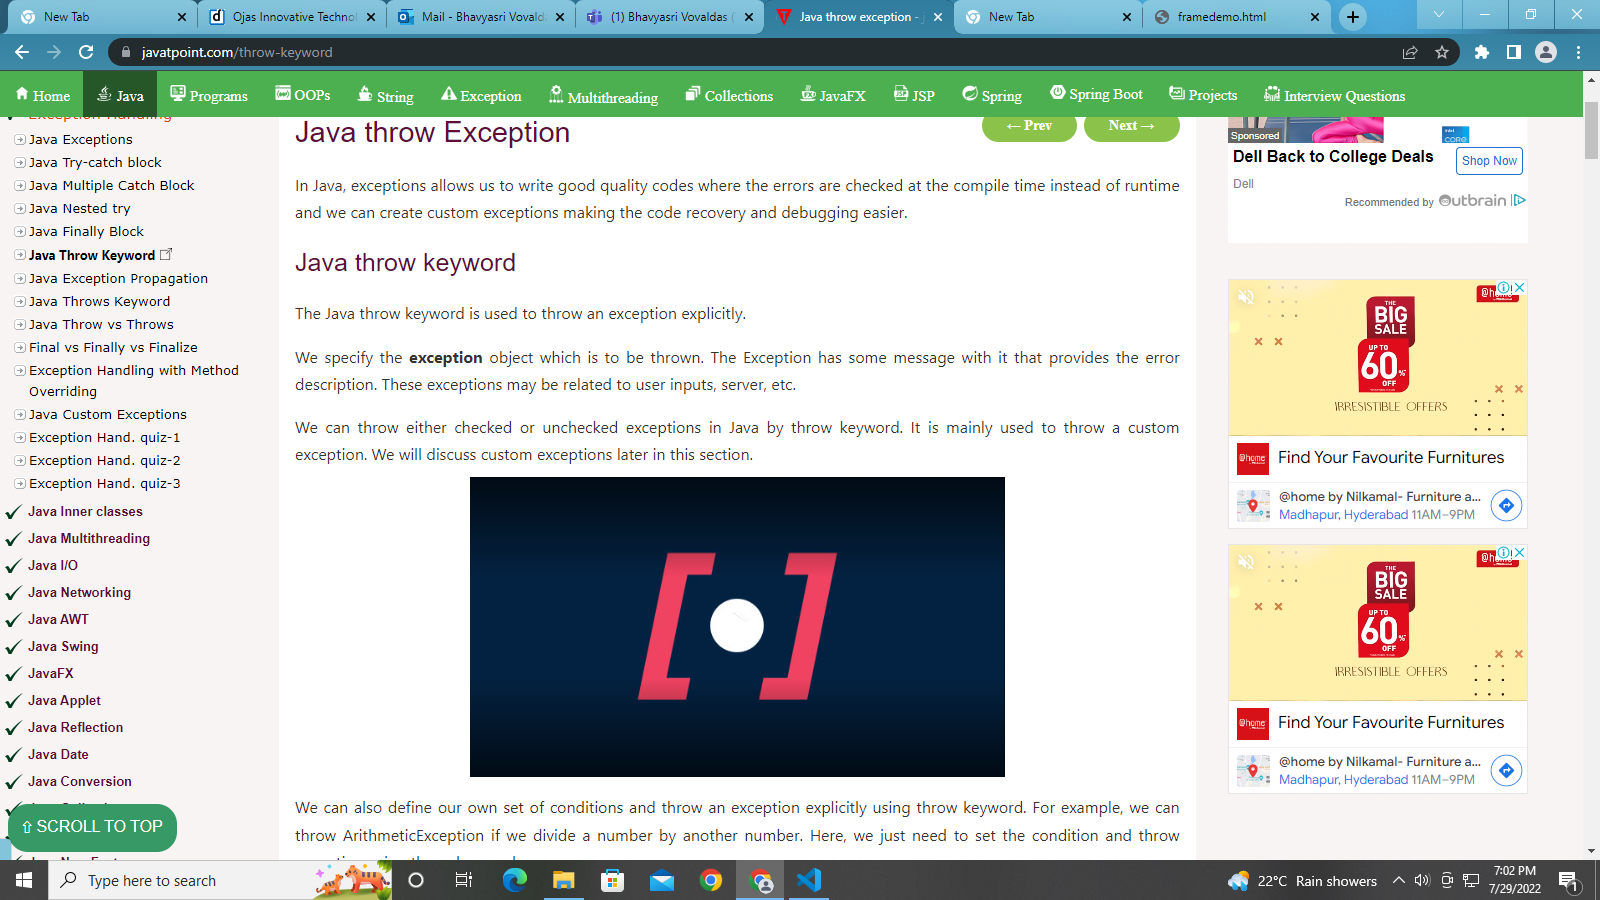 New Tab
Ojas Innovative Technol
Mail - Bhavyasri Vovalda
(1) Bhavyasri Vovaldas (
Java throw exception - j
New Tab
framedemo.html
javatpoint.com/throw-keyword
Home
Java
Programs
OOPs
String
Exception
Multithreading
Collections
JavaFX
JSP
Spring
Spring Boot
Projects
Interview Questions
Exception Handling
Java Exceptions
Java Try-catch block
Java Multiple Catch Block
Java Nested try
Java Finally Block
Java Throw Keyword
Java Exception Propagation
Java Throws Keyword
Java Throw vs Throws
Final vs Finally vs Finalize
Exception Handling with Method
Overriding
Java Custom Exceptions
Exception Hand. quiz-1
Exception Hand. quiz-2
Exception Hand. quiz-3
Java Inner classes
Java Multithreading
Java I/O
Java Networking
Java AWT
Java Swing
JavaFX
Java Applet
Java Reflection
Java Date
Java Conversion
⇧ SCROLL TO TOP
Java throw Exception
← Prev
Next →
In Java, exceptions allows us to write good quality codes where the errors are checked at the compile time instead of runtime
and we can create custom exceptions making the code recovery and debugging easier.
Java throw keyword
The Java throw keyword is used to throw an exception explicitly.
We specify the exception object which is to be thrown. The Exception has some message with it that provides the error
description. These exceptions may be related to user inputs, server, etc.
We can throw either checked or unchecked exceptions in Java by throw keyword. It is mainly used to throw a custom
exception. We will discuss custom exceptions later in this section.
We can also define our own set of conditions and throw an exception explicitly using throw keyword. For example, we can
throw ArithmeticException if we divide a number by another number. Here, we just need to set the condition and throw
Sponsored
intel
CORE
Dell Back to College Deals
Shop Now
Dell
Recommended by Outbrain
THE
BIG
SALE
UP TO
60%
OFF
IRRESISTIBLE OFFERS
@home
Find Your Favourite Furnitures
@home by Nilkamal- Furniture a...
Madhapur, Hyderabad 11AM–9PM
THE
BIG
SALE
UP TO
60%
OFF
IRRESISTIBLE OFFERS
@home
Find Your Favourite Furnitures
@home by Nilkamal- Furniture a...
Madhapur, Hyderabad 11AM–9PM
Type here to search
22°C Rain showers
7:02 PM
7/29/2022
1